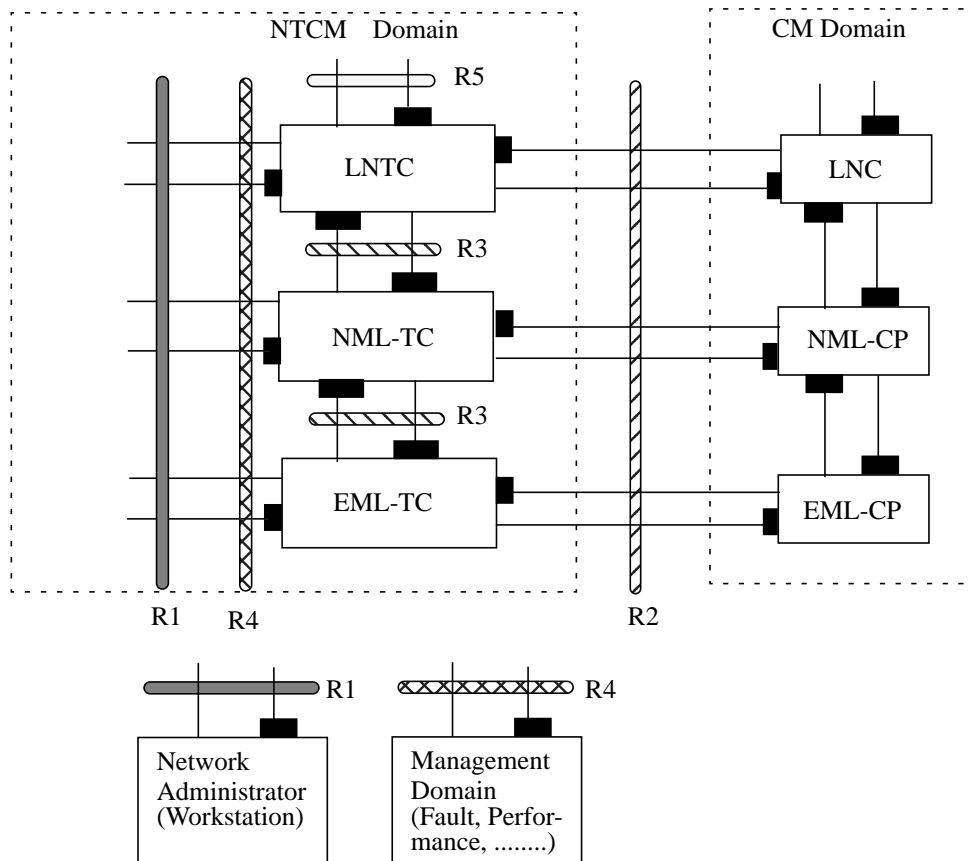 NTCM Domain
CM Domain
R5
LNTC
LNC
R3
NML-TC
NML-CP
R3
EML-TC
EML-CP
R1
R4
R2
R1
R4
Network
Administrator
(Workstation)
Management
Domain
(Fault, Perfor-
mance, ........)